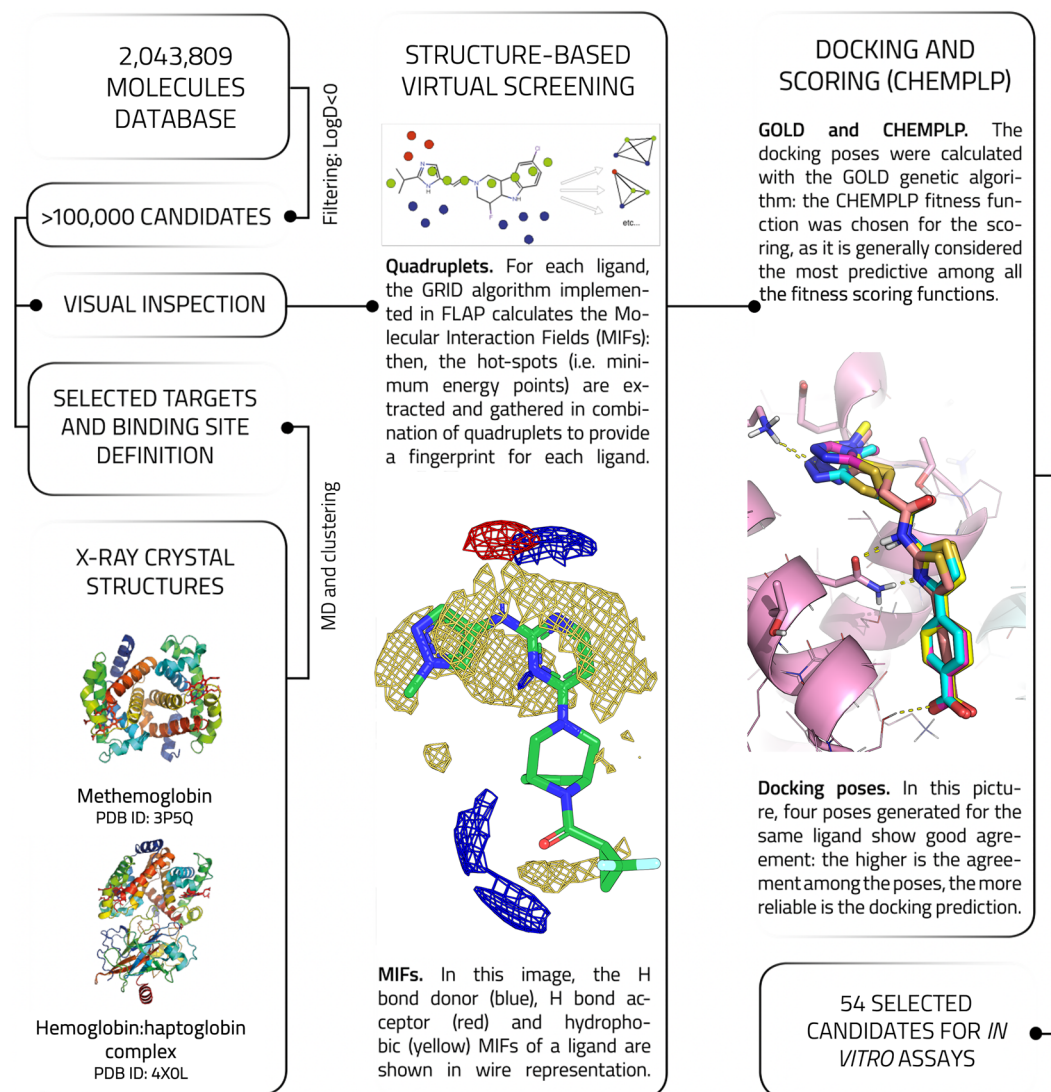 2,043,809
MOLECULES
DATABASE
Filtering: LogD<0
>100,000 CANDIDATES
VISUAL INSPECTION
SELECTED TARGETS
AND BINDING SITE
DEFINITION
MD and clustering
X-RAY CRYSTAL
STRUCTURES
Methemoglobin
PDB ID: 3P5Q
Hemoglobin:haptoglobin
complex
PDB ID: 4X0L
STRUCTURE-BASED
VIRTUAL SCREENING
Cl
N
HN
N
NH
F
etc...
Quadruplets. For each ligand,
the GRID algorithm implemen-
ted in FLAP calculates the Mo-
lecular Interaction Fields (MIFs):
then, the hot-spots (i.e. mini-
mum energy points) are ex-
tracted and gathered in combi-
nation of quadruplets to provide
a fingerprint for each ligand.
MIFs. In this image, the H
bond donor (blue), H bond ac-
ceptor (red) and hydropho-
bic (yellow) MIFs of a ligand are
shown in wire representation.
DOCKING AND
SCORING (CHEMPLP)
GOLD and CHEMPLP. The
docking poses were calculated
with the GOLD genetic algori-
thm: the CHEMPLP fitness fun-
ction was chosen for the sco-
ring, as it is generally considered
the most predictive among all
the fitness scoring functions.
Docking poses. In this pictu-
re, four poses generated for the
same ligand show good agre-
ement: the higher is the agree-
ment among the poses, the more
reliable is the docking prediction.
54 SELECTED
CANDIDATES FOR IN
VITRO ASSAYS